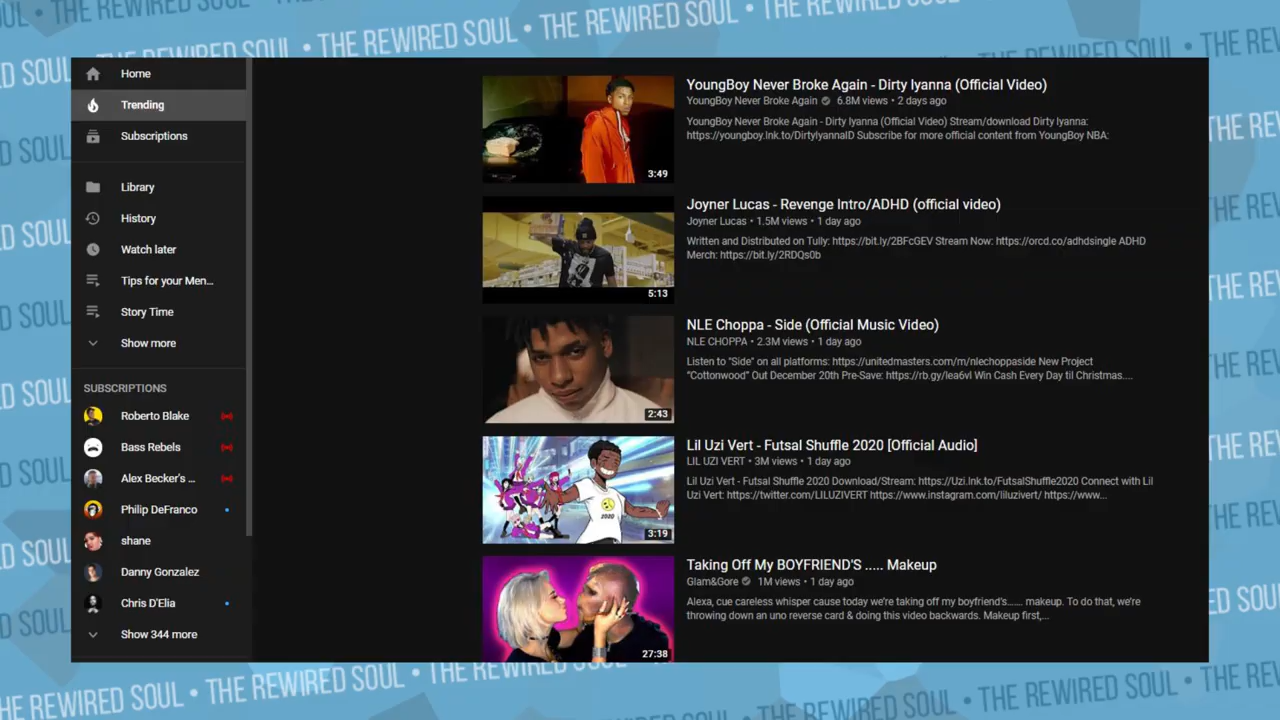 THE REWIRED SOUL • THE REWIRED SOUL • THE REWIRED SOUL
Home
Trending
Subscriptions
Library
History
Watch later
Tips for your Men...
Story Time
Show more
SUBSCRIPTIONS
Roberto Blake
Bass Rebels
Alex Becker's ...
Philip DeFranco
shane
Danny Gonzalez
Chris D'Elia
Show 344 more
YoungBoy Never Broke Again - Dirty Iyanna (Official Video)
YoungBoy Never Broke Again 6.8M views • 2 days ago
YoungBoy Never Broke Again - Dirty Iyanna (Official Video) Stream/download Dirty Iyanna:
https://youngboy.lnk.to/DirtyIyannaID Subscribe for more official content from YoungBoy NBA:
3:49
Joyner Lucas - Revenge Intro/ADHD (official video)
Joyner Lucas • 1.5M views • 1 day ago
Written and Distributed on Tully: https://bit.ly/2BFcGEV Stream Now: https://orcd.co/adhdsingle ADHD
Merch: https://bit.ly/2RDQs0b
5:13
NLE Choppa - Side (Official Music Video)
NLE CHOPPA • 2.3M views • 1 day ago
Listen to "Side" on all platforms: https://unitedmasters.com/m/nlechoppaside New Project
"Cottonwood" Out December 20th Pre-Save: https://rb.gy/lea6vl Win Cash Every Day til Christmas....
2:43
Lil Uzi Vert - Futsal Shuffle 2020 [Official Audio]
LIL UZI VERT • 3M views • 1 day ago
Lil Uzi Vert - Futsal Shuffle 2020 Download/Stream: https://Uzi.lnk.to/FutsalShuffle2020 Connect with Lil
Uzi Vert: https://twitter.com/LILUZIVERT https://www.instagram.com/liluzivert/ https://www...
2020
3:19
Taking Off My BOYFRIEND'S ..... Makeup
Glam&Gore 1M views • 1 day ago
Alexa, cue careless whisper cause today we're taking off my boyfriend's....... makeup. To do that, we're
throwing down an uno reverse card & doing this video backwards. Makeup first,...
27:38
THE REWIRED SOUL • THE REWIRED SOUL • THE REWIRED SOUL • THE REWIRED SOUL